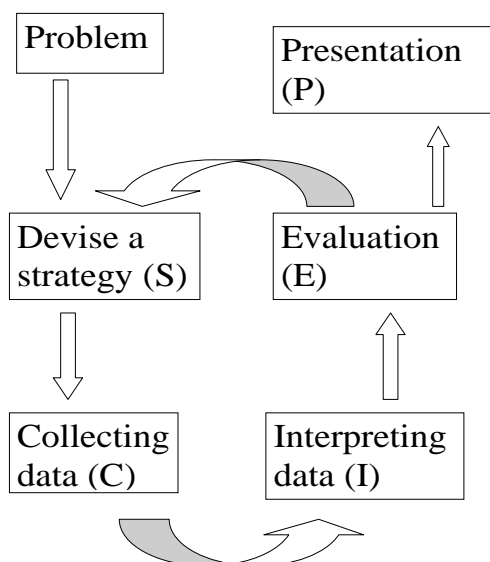 Problem
Presentation
(P)
Devise a
strategy (S)
Evaluation
(E)
Collecting
data (C)
Interpreting
data (I)